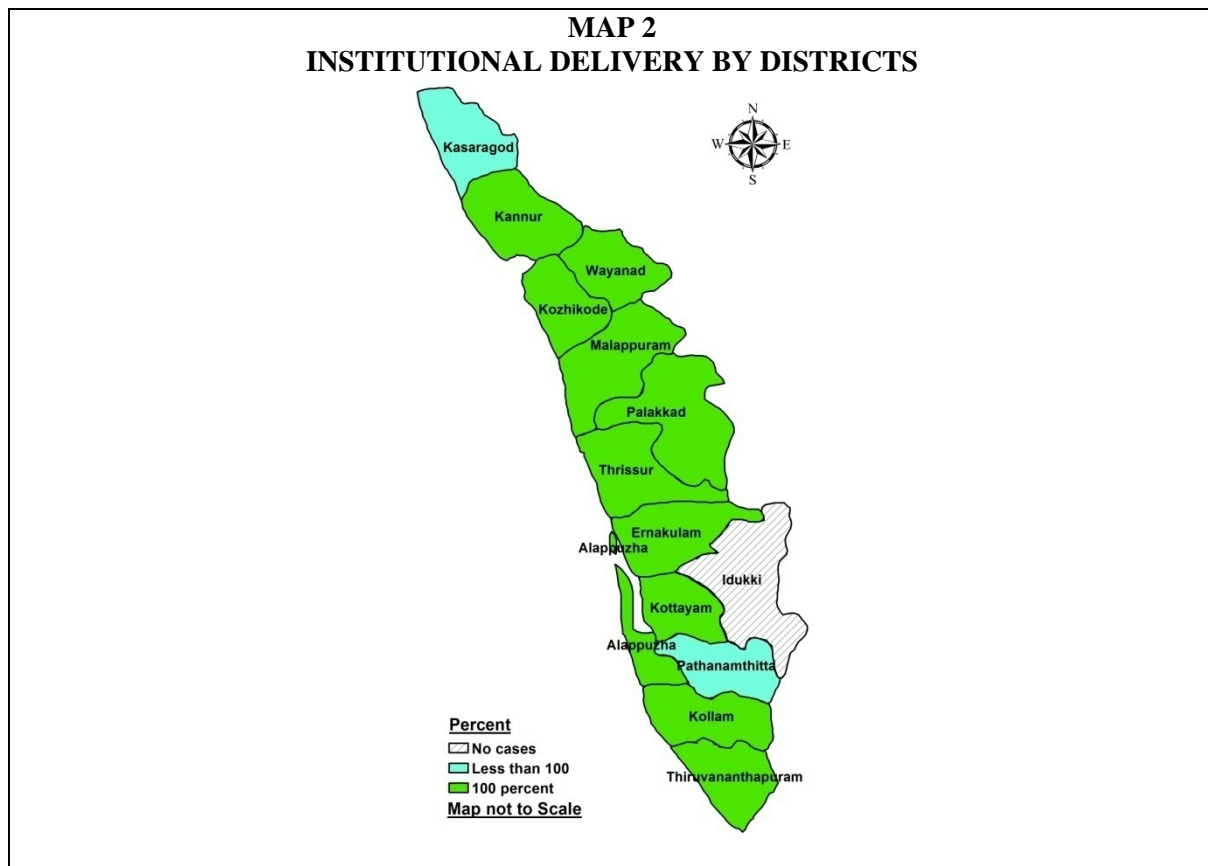 MAP 2
INSTITUTIONAL DELIVERY BY DISTRICTS
N
W E
S
Kasaragod
Kannur
Wayanad
Kozhikode
Malappuram
Palakkad
Thrissur
Ernakulam
Alappuzha
Idukki
Kottayam
Alappuzha
Pathanamthitta
Kollam
Thiruvananthapuram
Percent
No cases
Less than 100
100 percent
Map not to Scale